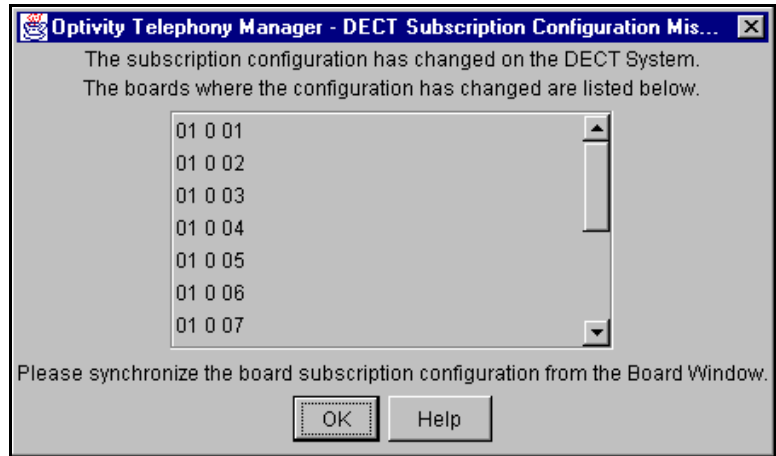 Optivity Telephony Manager - DECT Subscription Configuration Mis...
The subscription configuration has changed on the DECT System.
The boards where the configuration has changed are listed below.
01 0 01
01 0 02
01 0 03
01 0 04
01 0 05
01 0 06
01 0 07
Please synchronize the board subscription configuration from the Board Window.
OK Help